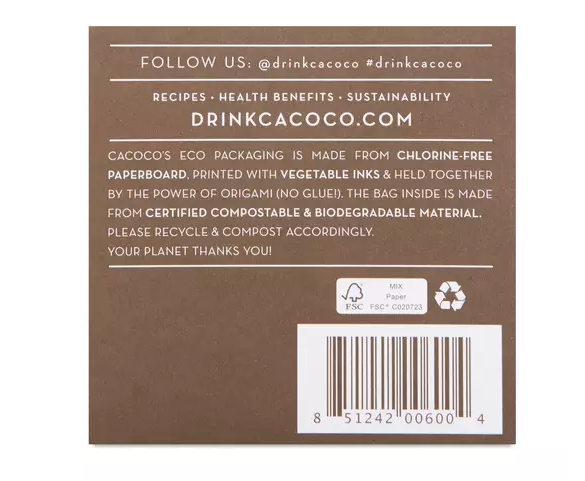 FOLLOW US: @drinkcacoco #drinkcacoco
RECIPES • HEALTH BENEFITS • SUSTAINABILITY
DRINKCACOCO.COM
CACOCO'S ECO PACKAGING IS MADE FROM CHLORINE-FREE
PAPERBOARD, PRINTED WITH VEGETABLE INKS & HELD TOGETHER
BY THE POWER OF ORIGAMI (NO GLUE!). THE BAG INSIDE IS MADE
FROM CERTIFIED COMPOSTABLE & BIODEGRADABLE MATERIAL.
PLEASE RECYCLE & COMPOST ACCORDINGLY.
YOUR PLANET THANKS YOU!
MIX
Paper
FSC® C020723
FSC
8 51242 00600 4